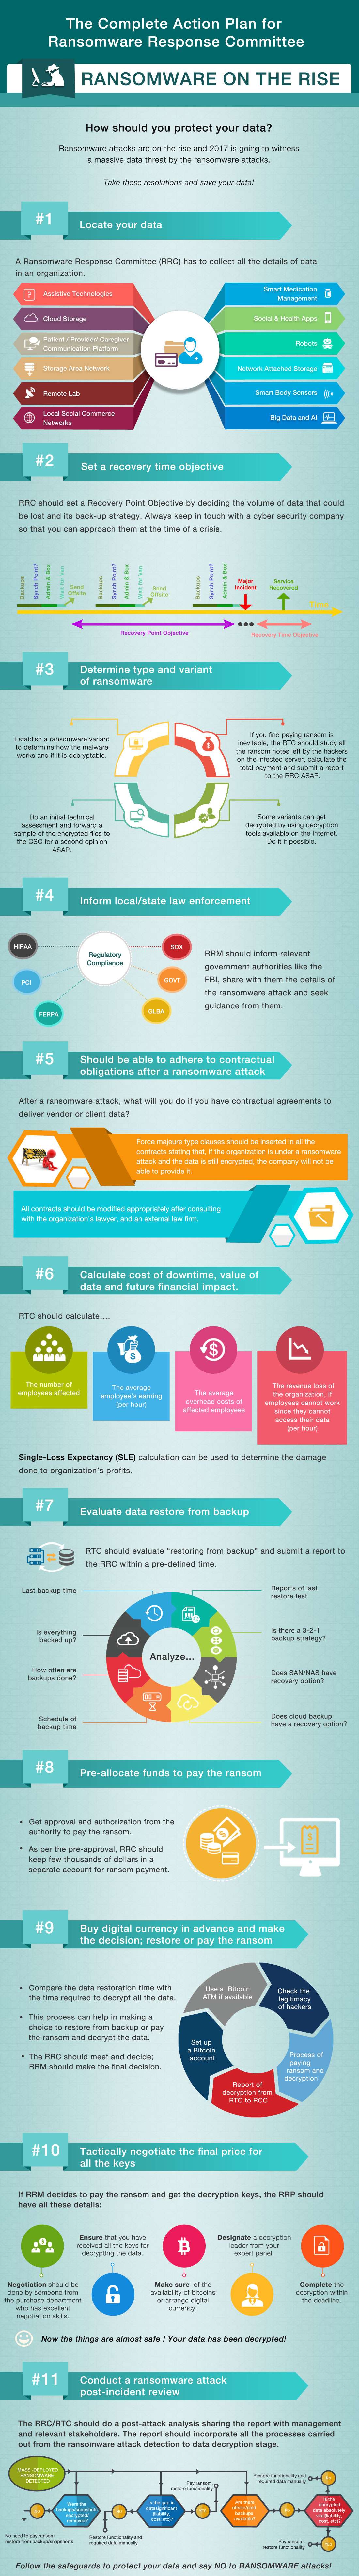 The Complete Action Plan for
Ransomware Response Committee
RANSOMWARE ON THE RISE
How should you protect your data?
Ransomware attacks are on the rise and 2017 is going to witness
a massive data threat by the ransomware attacks.
Take these resolutions and save your data!
#1
Locate your data
A Ransomware Response Committee (RRC) has to collect all the details of data
in an organization.
Assistive Technologies
Cloud Storage
Patient / Provider/ Caregiver
Communication Platform
Storage Area Network
Remote Lab
Local Social Commerce
Networks
Smart Medication
Management
Social & Health Apps
Robots
Network Attached Storage
Smart Body Sensors
Big Data and AI
#2
Set a recovery time objective
RRC should set a Recovery Point Objective by deciding the volume of data that could
be lost and its back-up strategy. Always keep in touch with a cyber security company
so that you can approach them at the time of a crisis.
Backups
Synch Point?
Admin & Box
Wait for Van
Send
Offsite
Backups
Synch Point?
Admin & Box
Wait for Van
Send
Offsite
Backups
Synch Point?
Admin & Box
Major
Incident
Service
Recovered
Recovery Point Objective
Recovery Time Objective
#3
Determine type and variant
of ransomware
Establish a ransomware variant
to determine how the malware
works and if it is decryptable.
If you find paying ransom is
inevitable, the RTC should study all
the ransom notes left by the hackers
on the infected server, calculate the
total payment and submit a report
to the RRC ASAP.
Do an initial technical
assessment and forward a
sample of the encrypted files to
the CSC for a second opinion
ASAP.
Some variants can get
decrypted by using decryption
tools available on the Internet.
Do it if possible.
#4
Inform local/state law enforcement
HIPAA
PCI
FERPA
Regulatory
Compliance
SOX
GOVT
GLBA
RRM should inform relevant
government authorities like the
FBI, share with them the details of
the ransomware attack and seek
guidance from them.
#5
Should be able to adhere to contractual
obligations after a ransomware attack
After a ransomware attack, what will you do if you have contractual agreements to
deliver vendor or client data?
Force majeure type clauses should be inserted in all the
contracts stating that, if the organization is under a ransomware
attack and the data is still encrypted, the company will not be
able to provide it.
All contracts should be modified appropriately after consulting
with the organization's lawyer, and an external law firm.
#6
Calculate cost of downtime, value of
data and future financial impact.
RTC should calculate....
The number of
employees affected
The average
employee's earning
(per hour)
The average
overhead costs of
affected employees
The revenue loss of
the organization, if
employees cannot work
since they cannot
access their data
(per hour)
Single-Loss Expectancy (SLE) calculation can be used to determine the damage
done to organization's profits.
#7
Evaluate data restore from backup
RTC should evaluate "restoring from backup" and submit a report to
the RRC within a pre-defined time.
Last backup time
Is everything
backed up?
How often are
backups done?
Schedule of
backup time
Analyze...
Reports of last
restore test
Is there a 3-2-1
backup strategy?
Does SAN/NAS have
recovery option?
Does cloud backup
have a recovery option?
#8
Pre-allocate funds to pay the ransom
• Get approval and authorization from the
authority to pay the ransom.
• As per the pre-approval, RRC should
keep few thousands of dollars in a
separate account for ransom payment.
#9
Buy digital currency in advance and make
the decision; restore or pay the ransom
• Compare the data restoration time with
the time required to decrypt all the data.
• This process can help in making a
choice to restore from backup or pay
the ransom and decrypt the data.
• The RRC should meet and decide;
RRM should make the final decision.
Use a Bitcoin
ATM if available
Check the
legitimacy
of hackers
Process of
paying
ransom and
decryption
Report of
decryption from
RTC to RCC
Set up
a Bitcoin
account
#10
Tactically negotiate the final price for
all the keys
If RRM decides to pay the ransom and get the decryption keys, the RRP should
have all these details:
Negotiation should be
done by someone from
the purchase department
who has excellent
negotiation skills.
Ensure that you have
received all the keys for
decrypting the data.
Make sure of the
availability of bitcoins
or arrange digital
currency.
Designate a decryption
leader from your
expert panel.
Complete the
decryption within
the deadline.
Now the things are almost safe ! Your data has been decrypted!
#11
Conduct a ransomware attack
post-incident review
The RRC/RTC should do a post-attack analysis sharing the report with management
and relevant stakeholders. The report should incorporate all the processes carried
out from the ransomware attack detection to data decryption stage.
MASS -DEPLOYED
RANSOMWARE
DETECTED
Were the
backups/snapshots
encrypted/
removed?
No need to pay ransom
restore from backup/snapshots
Restore functionality and
required data manually
Is the gap in
data significant
(liability,
cost, etc)?
Pay ransom,
restore functionality
Are there
offsite/cold
backups
available?
Restore functionality and
required data manually
Is the
encrypted
data absolutely
vital (liability,
cost, etc)?
Pay ransom,
restore functionality
Follow the safeguards to protect your data and say NO to RANSOMWARE attacks!